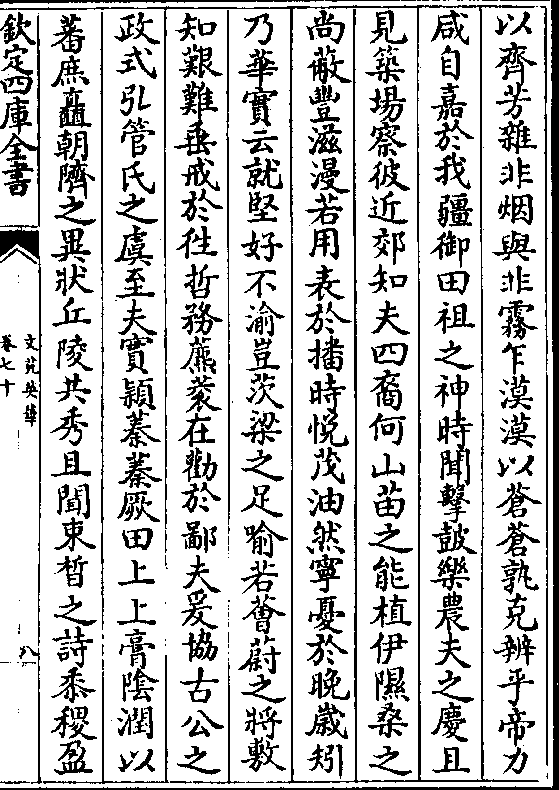 以齊芳雜非烟與非霧乍漠漠以蒼蒼孰克辨乎帝力
咸自嘉於我疆御田祖之神時聞擊鼓樂農夫之慶且
見築場察彼近郊知夫四裔何山苗之能植伊隰桑之
尚蔽豐滋漫若用表於播時悦茂油然寧憂於晚歲矧
乃華實云就堅好不渝豈茨梁之足喻若薈蔚之將敷
知艱難垂戒於徃哲務藨蔉在勸於鄙夫爰協古公之
政式引管氏之虞至夫實穎蓁蓁厥田上上膏隂潤以
蕃庶矗朝隮之異狀丘陵共秀且聞束晳之詩黍稷盈
欽定四庫全書
文苑英華
卷七十
八